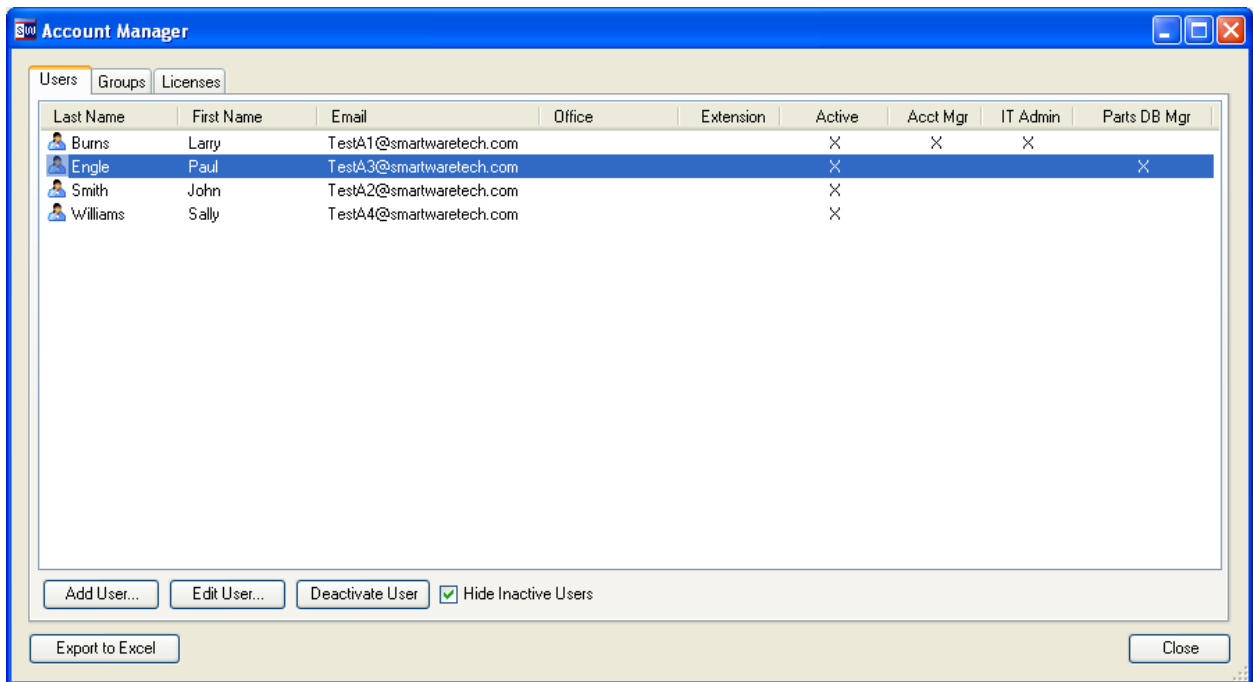 SW Account Manager
Users Groups Licenses
Last Name First Name Email Office Extension Active Acct Mgr IT Admin Parts DB Mgr
Burns Larry TestA1@smartwaretech.com X X X
Engle Paul TestA3@smartwaretech.com X X
Smith John TestA2@smartwaretech.com X
Williams Sally TestA4@smartwaretech.com X
Add User... Edit User... Deactivate User Hide Inactive Users
Export to Excel Close